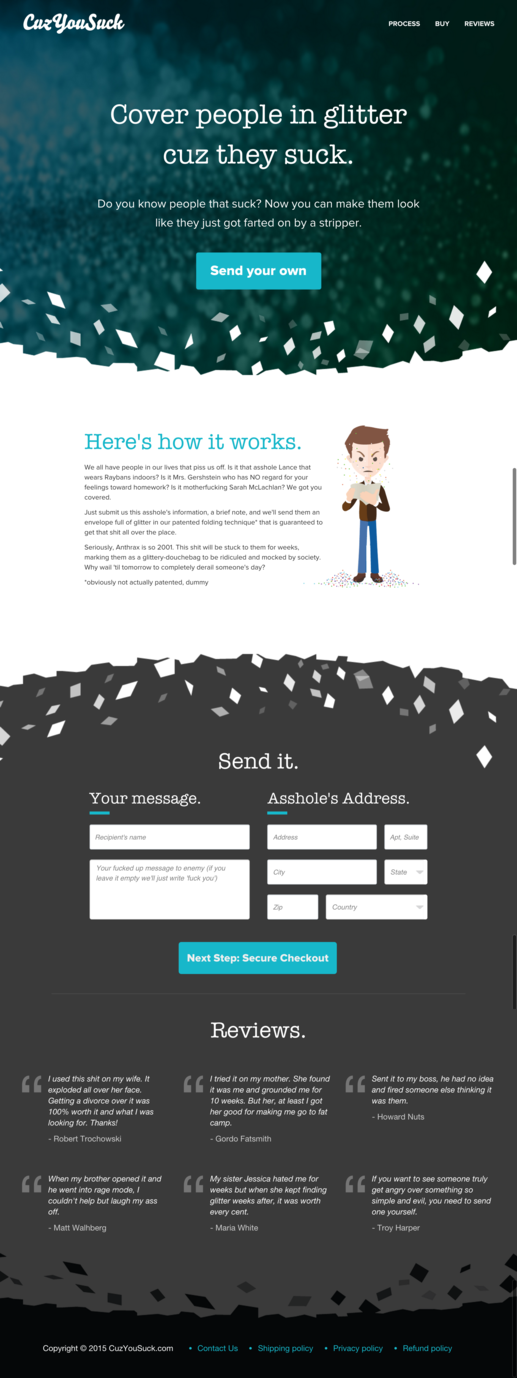 CuzYouSuck
PROCESS
BUY
REVIEWS
Cover people in glitter
cuz they suck.
Do you know people that suck? Now you can make them look
like they just got farted on by a stripper.
Send your own
Here's how it works.
We all have people in our lives that piss us off. Is it that asshole Lance that
wears Raybans indoors? Is it Mrs. Gershstein who has NO regard for your
feelings toward homework? Is it motherfucking Sarah McLachlan? We got you
covered.
Just submit us this asshole's information, a brief note, and we'll send them an
envelope full of glitter in our patented folding technique* that is guaranteed to
get that shit all over the place.
Seriously, Anthrax is so 2001. This shit will be stuck to them for weeks,
marking them as a glittery-douchebag to be ridiculed and mocked by society.
Why wail 'til tomorrow to completely derail someone's day?
*obviously not actually patented, dummy
Send it.
Your message.
Recipient's name
Your fucked up message to enemy (if you
leave it empty we'll just write 'fuck you')
Asshole's Address.
Address
Apt, Suite
City
State
Zip
Country
Next Step: Secure Checkout
Reviews.
I used this shit on my wife. It
exploded all over her face.
Getting a divorce over it was
100% worth it and what I was
looking for. Thanks!
- Robert Trochowski
I tried it on my mother. She found
it was me and grounded me for
10 weeks. But her, at least I got
her good for making me go to fat
camp.
- Gordo Fatsmith
Sent it to my boss, he had no idea
and fired someone else thinking it
was them.
- Howard Nuts
When my brother opened it and
he went into rage mode, I
couldn't help but laugh my ass
off.
- Matt Walhberg
My sister Jessica hated me for
weeks but when she kept finding
glitter weeks after, it was worth
every cent.
- Maria White
If you want to see someone truly
get angry over something so
simple and evil, you need to send
one yourself.
- Troy Harper
Copyright © 2015 CuzYouSuck.com
• Contact Us
• Shipping policy
• Privacy policy
• Refund policy